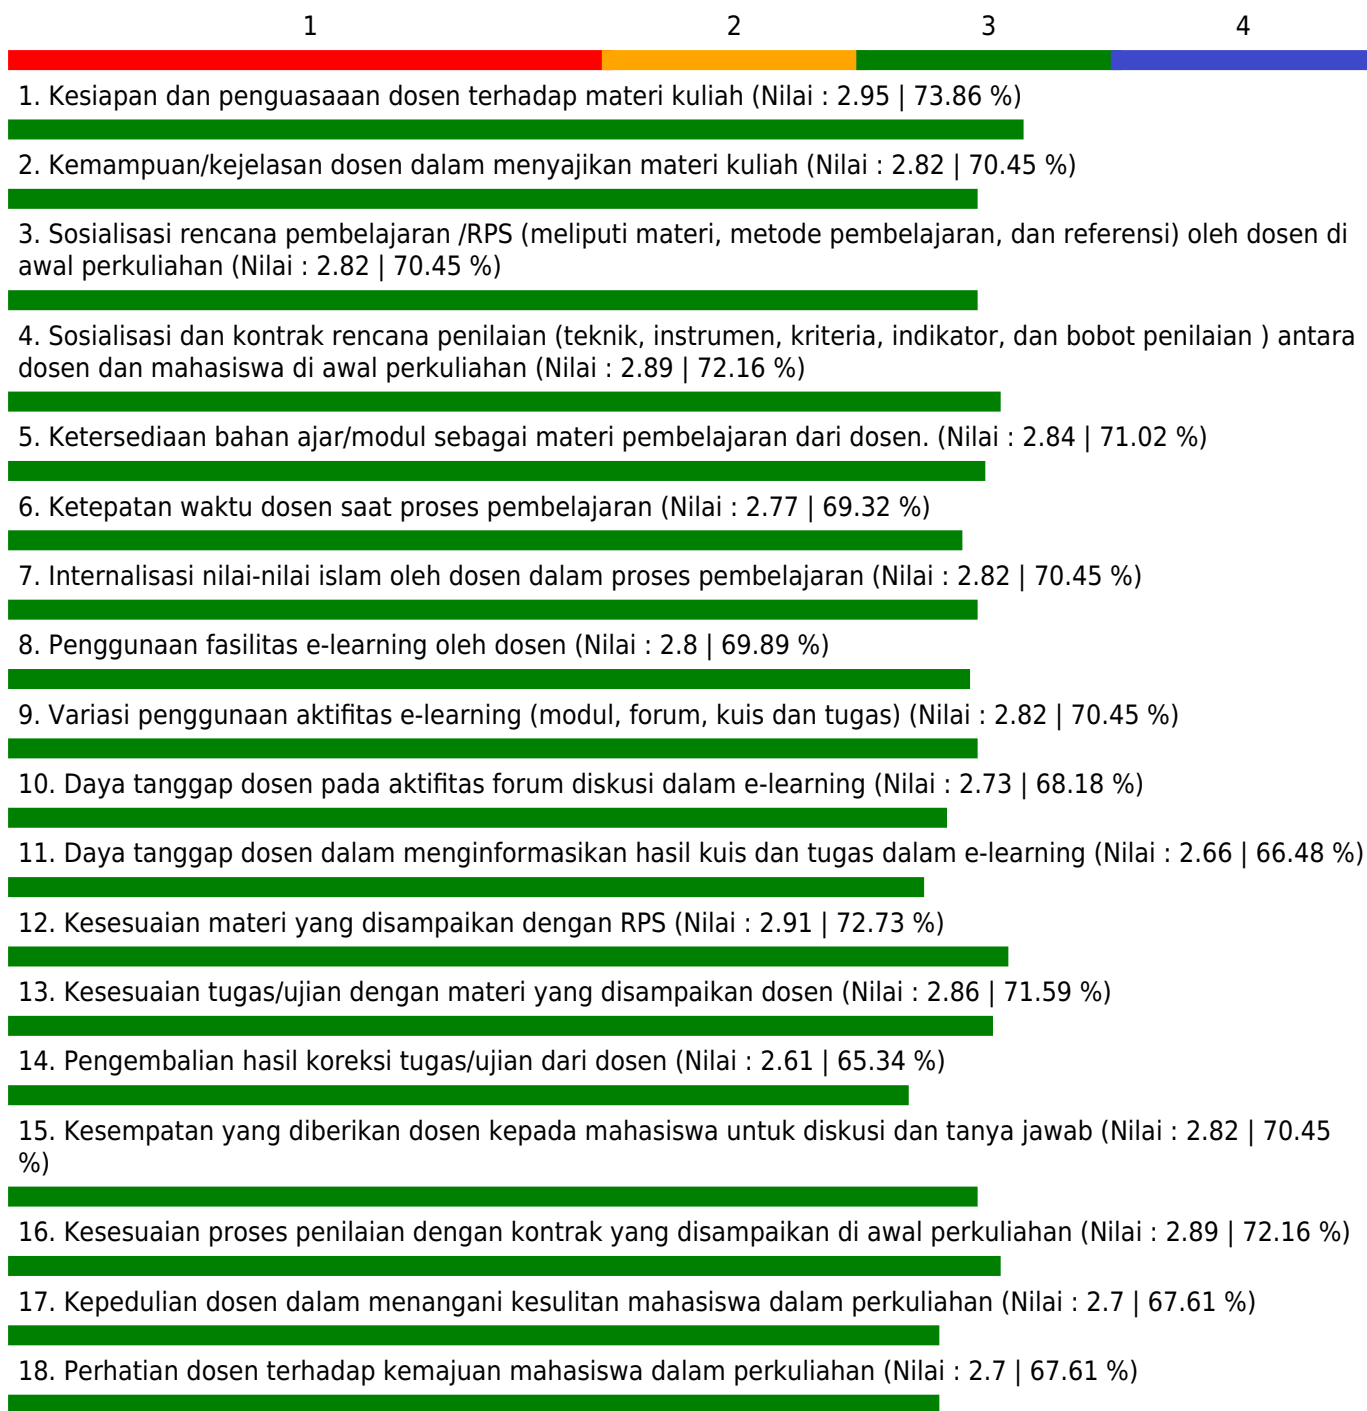 1 2 3 4
1. Kesiapan dan penguasaaan dosen terhadap materi kuliah (Nilai : 2.95 | 73.86 %)
2. Kemampuan/kejelasan dosen dalam menyajikan materi kuliah (Nilai : 2.82 | 70.45 %)
3. Sosialisasi rencana pembelajaran /RPS (meliputi materi, metode pembelajaran, dan referensi) oleh dosen di
awal perkuliahan (Nilai : 2.82 | 70.45 %)
4. Sosialisasi dan kontrak rencana penilaian (teknik, instrumen, kriteria, indikator, dan bobot penilaian ) antara
dosen dan mahasiswa di awal perkuliahan (Nilai : 2.89 | 72.16 %)
5. Ketersediaan bahan ajar/modul sebagai materi pembelajaran dari dosen. (Nilai : 2.84 | 71.02 %)
6. Ketepatan waktu dosen saat proses pembelajaran (Nilai : 2.77 | 69.32 %)
7. Internalisasi nilai-nilai islam oleh dosen dalam proses pembelajaran (Nilai : 2.82 | 70.45 %)
8. Penggunaan fasilitas e-learning oleh dosen (Nilai : 2.8 | 69.89 %)
9. Variasi penggunaan aktifitas e-learning (modul, forum, kuis dan tugas) (Nilai : 2.82 | 70.45 %)
10. Daya tanggap dosen pada aktifitas forum diskusi dalam e-learning (Nilai : 2.73 | 68.18 %)
11. Daya tanggap dosen dalam menginformasikan hasil kuis dan tugas dalam e-learning (Nilai : 2.66 | 66.48 %)
12. Kesesuaian materi yang disampaikan dengan RPS (Nilai : 2.91 | 72.73 %)
13. Kesesuaian tugas/ujian dengan materi yang disampaikan dosen (Nilai : 2.86 | 71.59 %)
14. Pengembalian hasil koreksi tugas/ujian dari dosen (Nilai : 2.61 | 65.34 %)
15. Kesempatan yang diberikan dosen kepada mahasiswa untuk diskusi dan tanya jawab (Nilai : 2.82 | 70.45
%)
16. Kesesuaian proses penilaian dengan kontrak yang disampaikan di awal perkuliahan (Nilai : 2.89 | 72.16 %)
17. Kepedulian dosen dalam menangani kesulitan mahasiswa dalam perkuliahan (Nilai : 2.7 | 67.61 %)
18. Perhatian dosen terhadap kemajuan mahasiswa dalam perkuliahan (Nilai : 2.7 | 67.61 %)